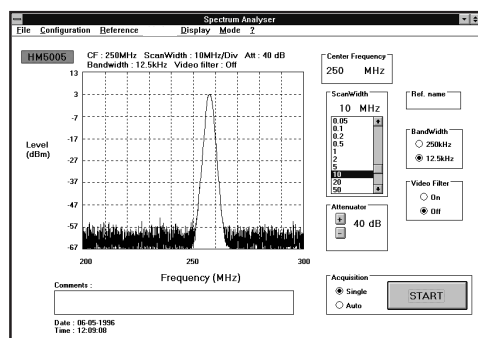 Spectrum Analyser
File Configuration Reference Display Mode ?
HM5005
CF : 250MHz ScanWidth : 10MHz/Div Att : 40 dB
Bandwidth : 12.5kHz Video filter : Off
Level
(dBm)
13
3
-7
-17
-27
-37
-47
-57
-67
200
250
300
Frequency (MHz)
Comments :
Date : 06-05-1996
Time : 12:09:08
Center Frequency
250 MHz
ScanWidth
10 MHz
0.05
0.1
0.2
0.5
1
2
5
10
20
50
Attenuator
+
-
40 dB
Ref. name
BandWidth
250kHz
12.5kHz
Video Filter
On
Off
Acquisition
Single
Auto
START